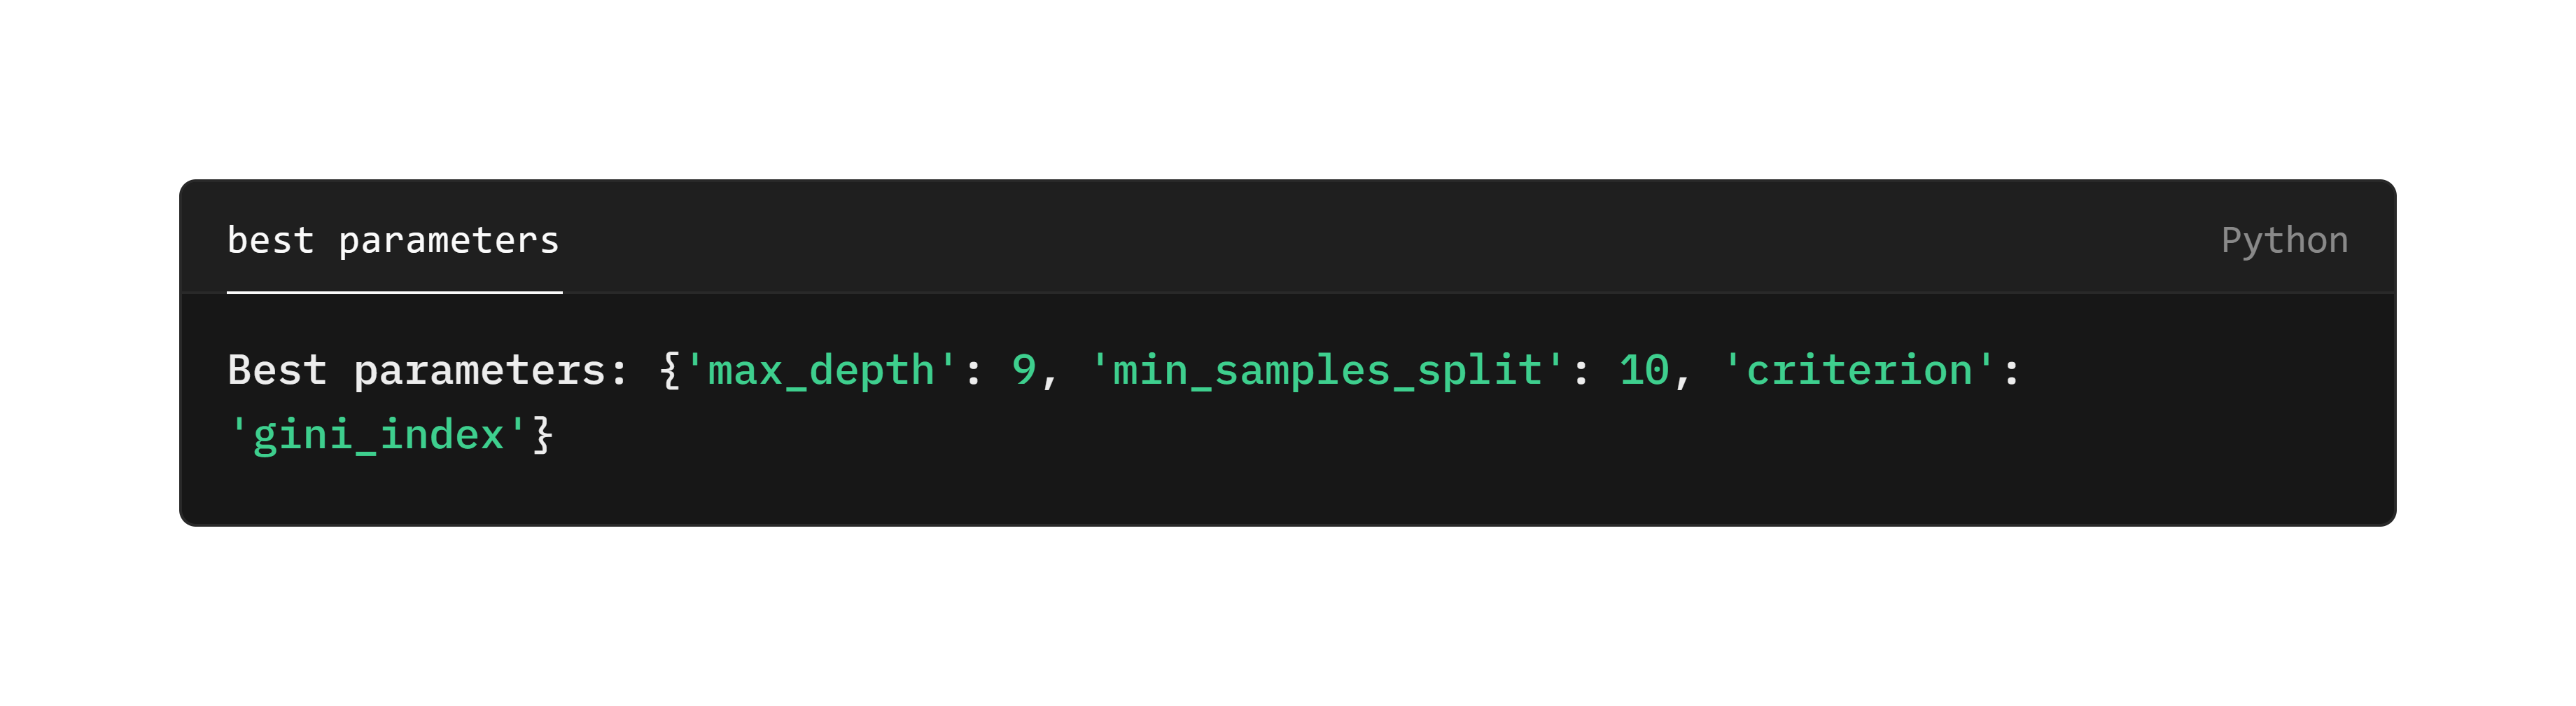 best parameters
Python
Best parameters: {'max_depth': 9, 'min_samples_split': 10, 'criterion':
'gini_index'}